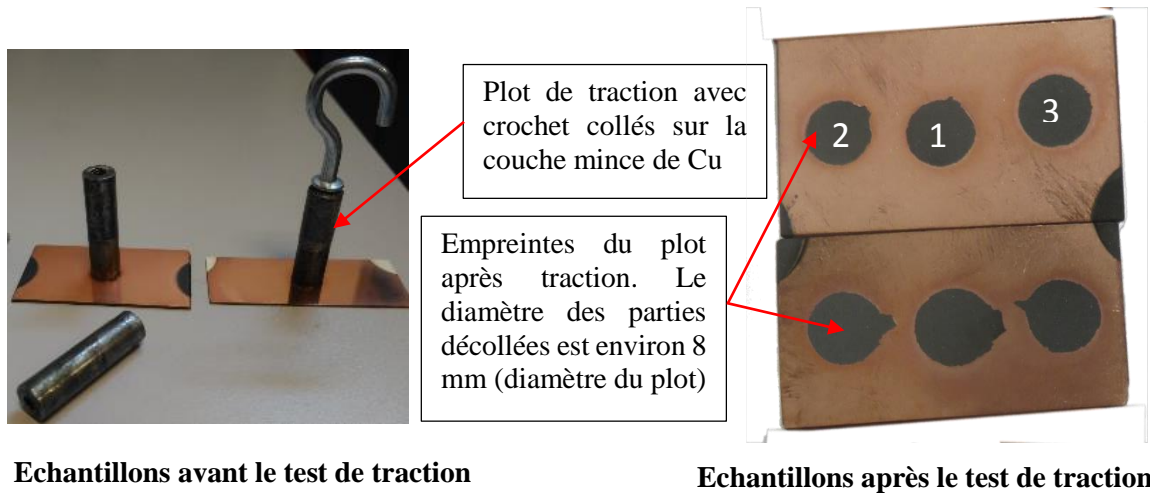 Plot de traction avec
crochet collés sur la
couche mince de Cu
Empreintes du plot
après traction. Le
diamètre des parties
décollées est environ 8
mm (diamètre du plot)
2
1
3
Echantillons avant le test de traction
Echantillons après le test de traction